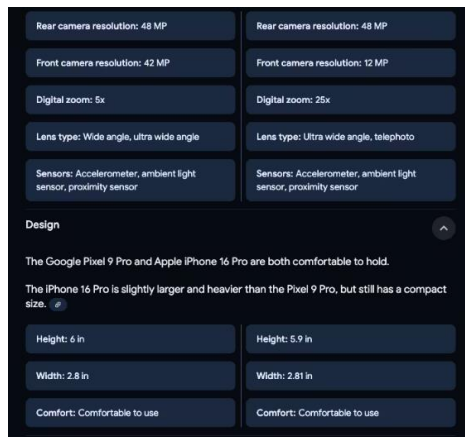 Rear camera resolution: 48 MP
Rear camera resolution: 48 MP
Front camera resolution: 42 MP
Front camera resolution: 12 MP
Digital zoom: 5x
Digital zoom: 25x
Lens type: Wide angle, ultra wide angle
Lens type: Ultra wide angle, telephoto
Sensors: Accelerometer, ambient light
sensor, proximity sensor
Sensors: Accelerometer, ambient light
sensor, proximity sensor
Design
The Google Pixel 9 Pro and Apple iPhone 16 Pro are both comfortable to hold.
The iPhone 16 Pro is slightly larger and heavier than the Pixel 9 Pro, but still has a compact
size.
Height: 6 in
Height: 5.9 in
Width: 2.8 in
Width: 2.81 in
Comfort: Comfortable to use
Comfort: Comfortable to use